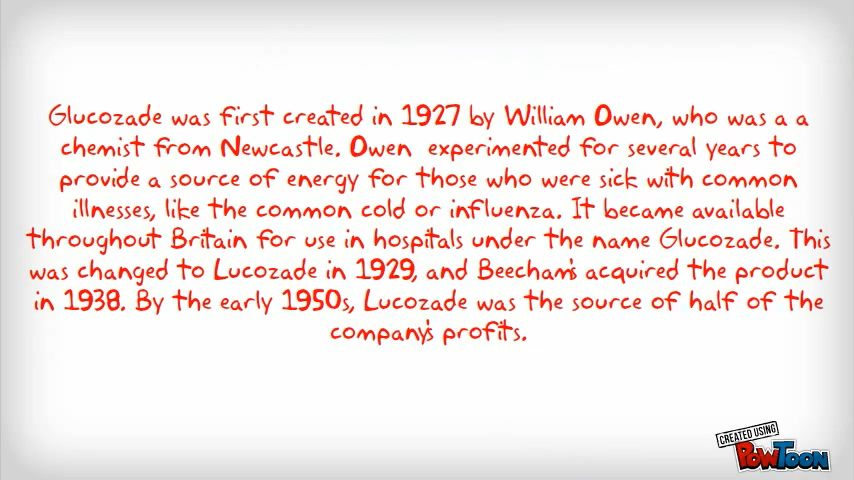 Glucozade was first created in 1927 by William Owen, who was a a
chemist from Newcastle. Owen experimented for several years to
provide a source of energy for those who were sick with common
illnesses, like the common cold or influenza. It became available
throughout Britain for use in hospitals under the name Glucozade. This
was changed to Lucozade in 1929, and Beecham's acquired the product
in 1938. By the early 1950s, Lucozade was the source of half of the
company's profits.
CREATED USING
POWTOON